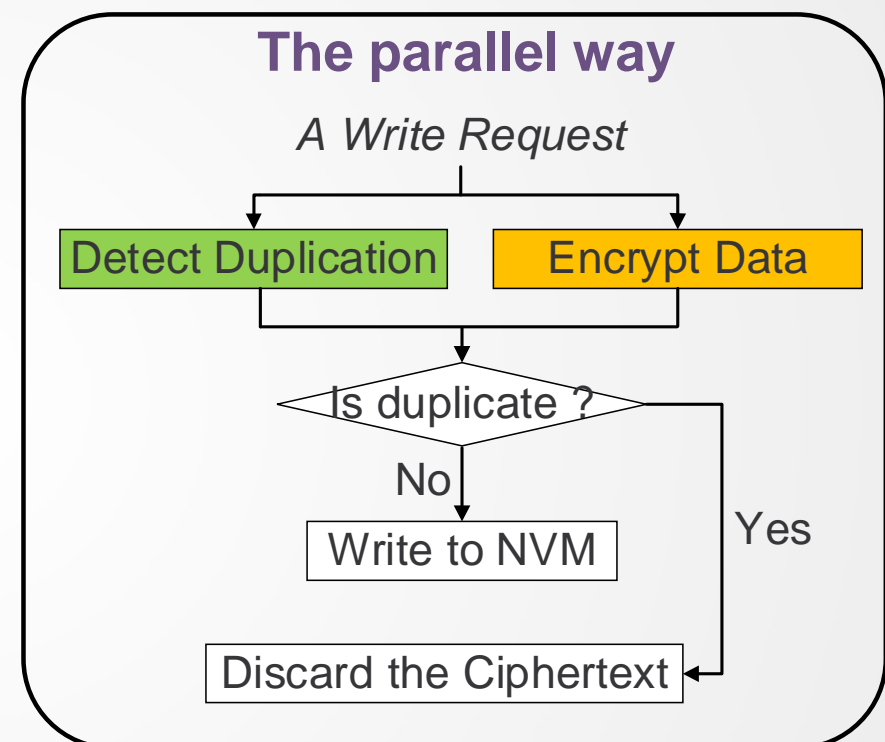 The parallel way
A Write Request
Detect Duplication
Encrypt Data
Is duplicate ?
No
Yes
Write to NVM
Discard the Ciphertext